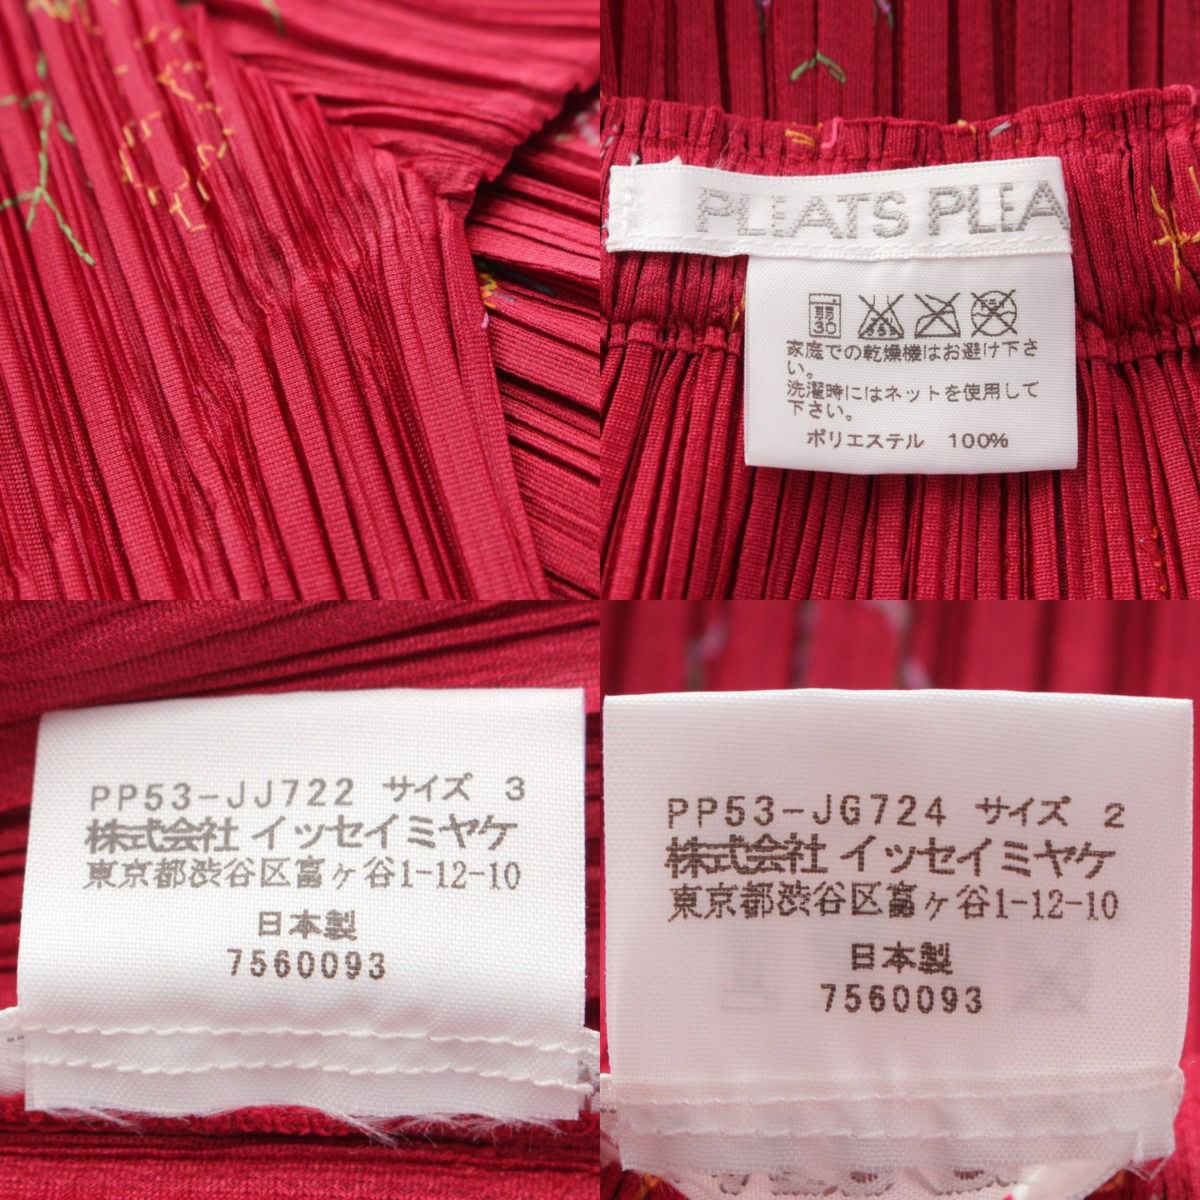 PLEATS PLEA
弱
30
家庭での乾燥機はお避け下さ
い。
洗濯時にはネットを使用して
下さい。
ポリエステル 100%
PP53-JJ722 サイズ 3
株式会社 イッセイミヤケ
東京都渋谷区富ヶ谷1-12-10
日本製
7560093
PP53-JG724 サイズ 2
株式会社 イッセイミヤケ
東京都渋谷区富ヶ谷1-12-10
日本製
7560093